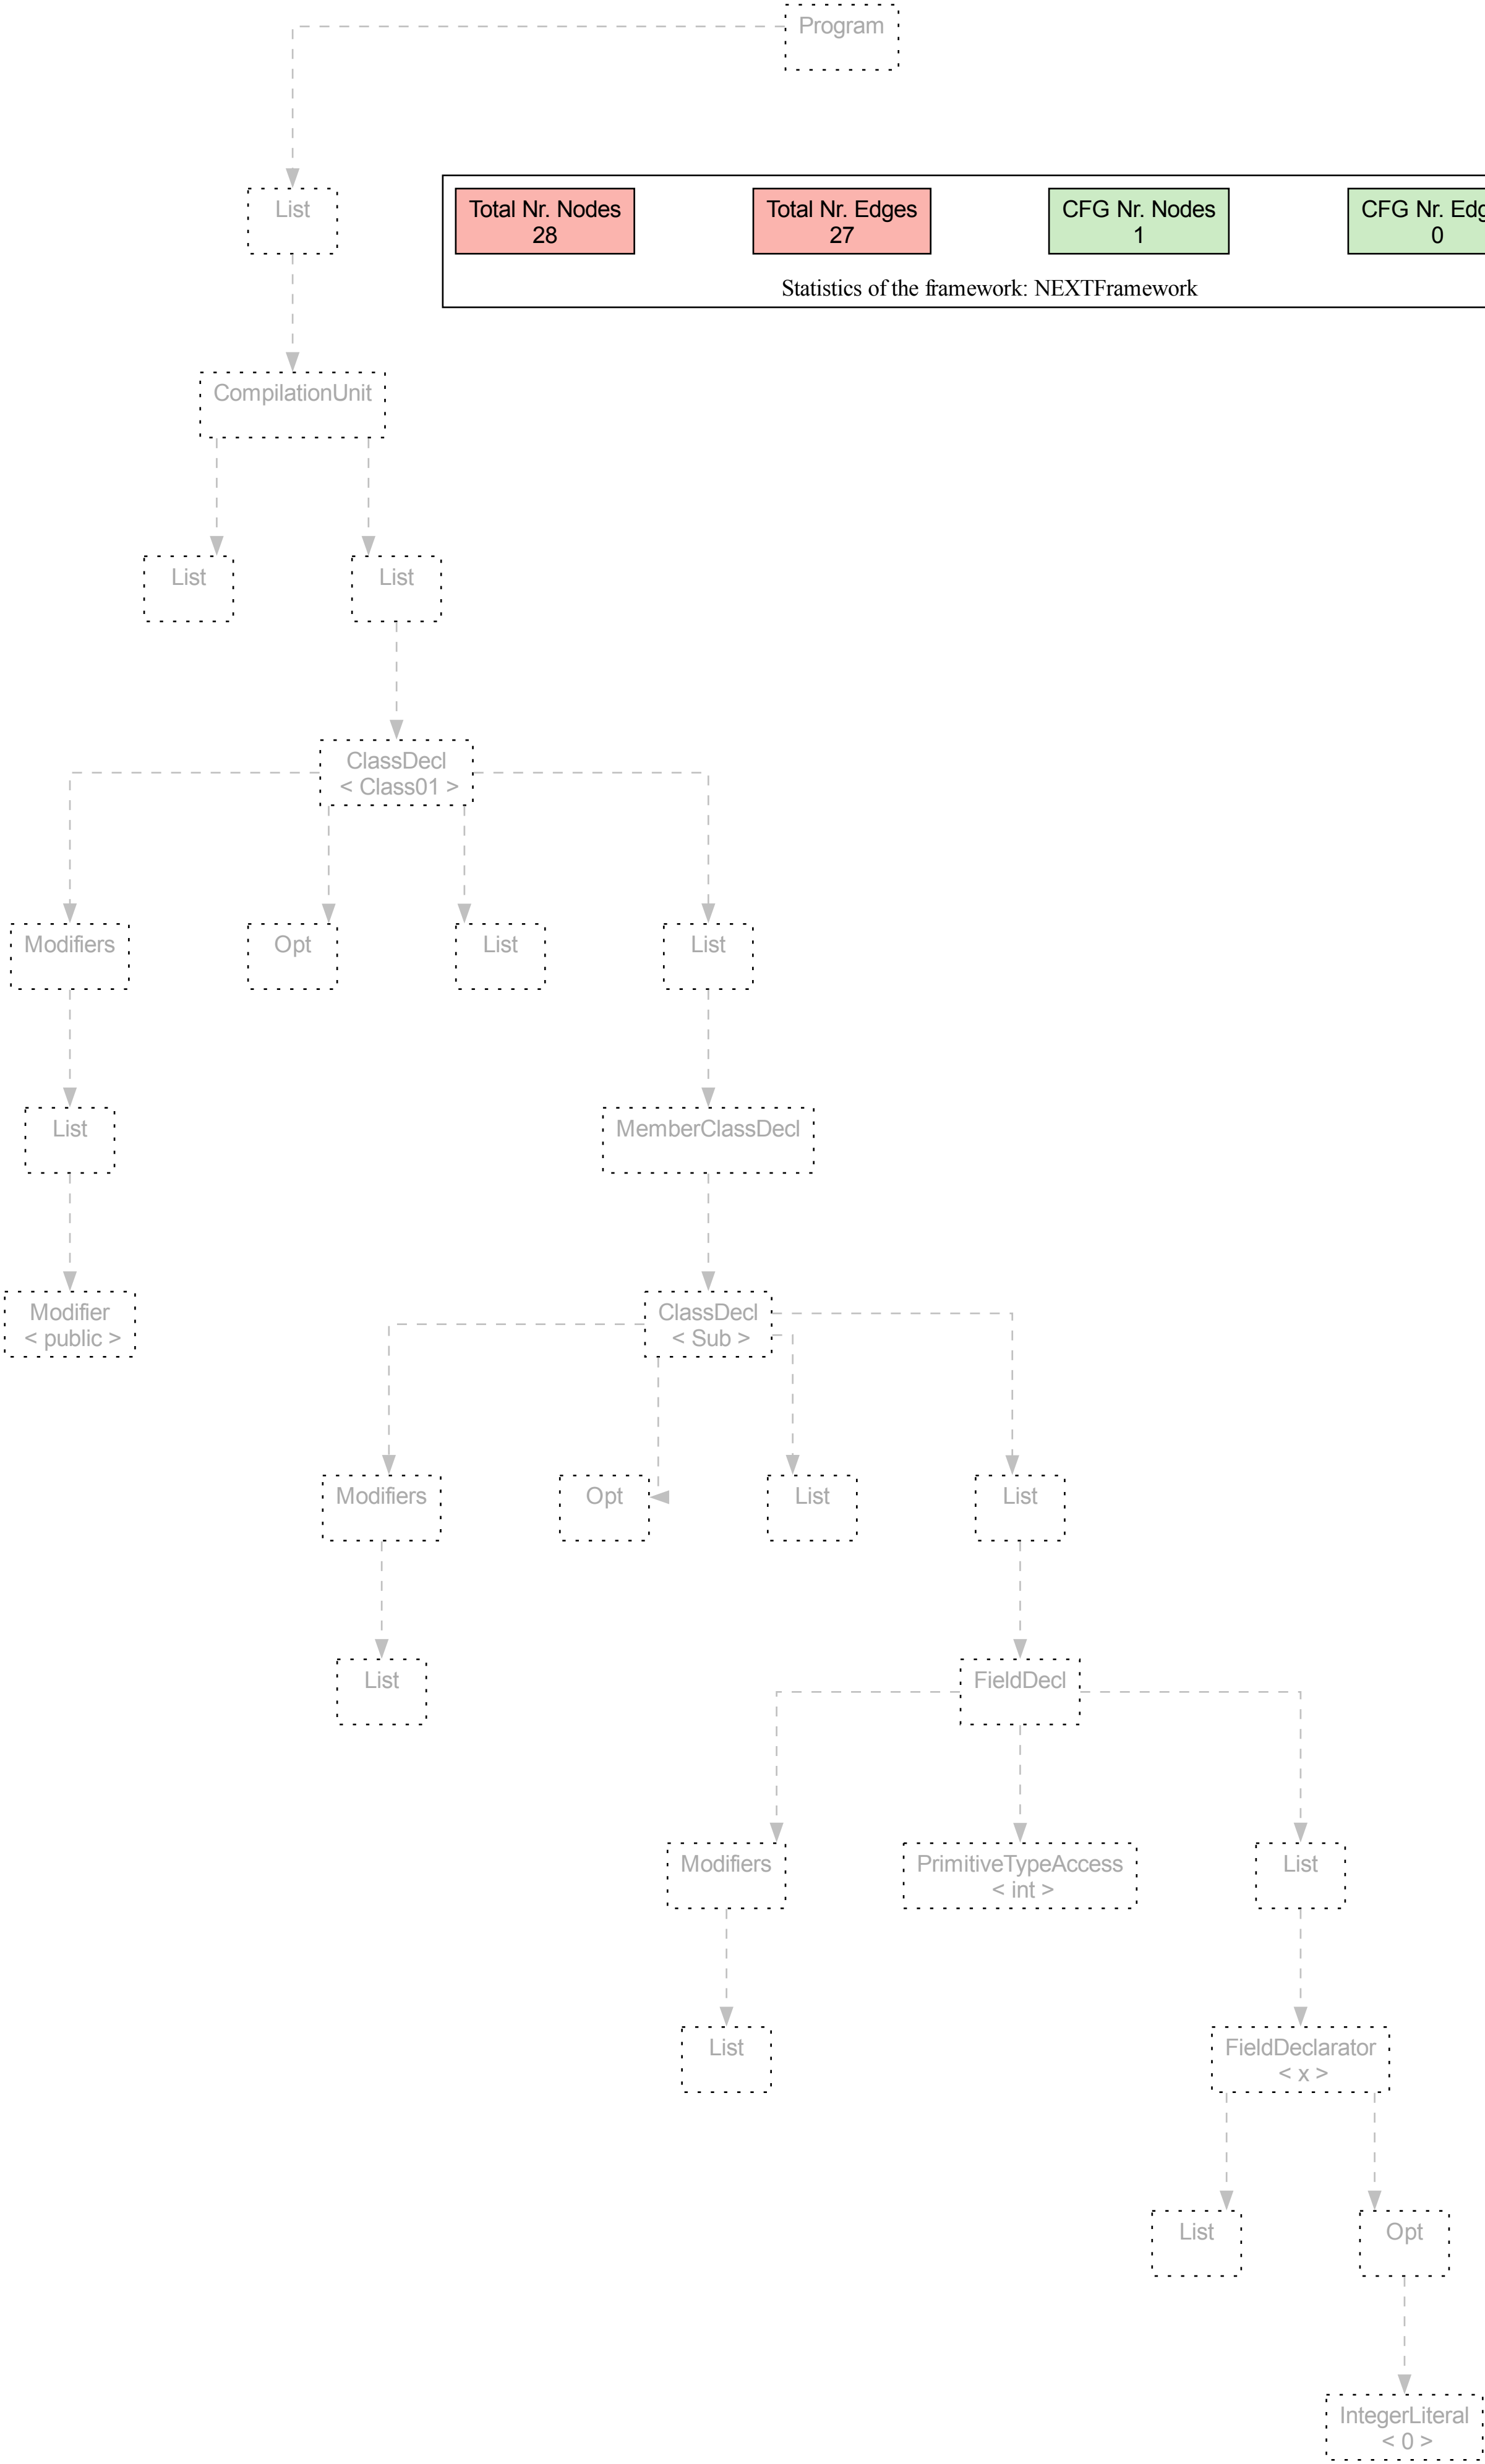 Program
List
Total Nr. Nodes
28
Total Nr. Edges
27
CFG Nr. Nodes
1
CFG Nr.
0
Statistics of the framework: NEXTFramework
CompilationUnit
List
List
ClassDecl
< Class01 >
Modifiers
Opt
List
List
List
MemberClassDecl
Modifier
< public >
ClassDecl
< Sub >
Modifiers
Opt
List
List
List
FieldDecl
Modifiers
PrimitiveTypeAccess
< int >
List
List
FieldDeclarator
< x >
List
Opt
IntegerLiteral
< 0 >